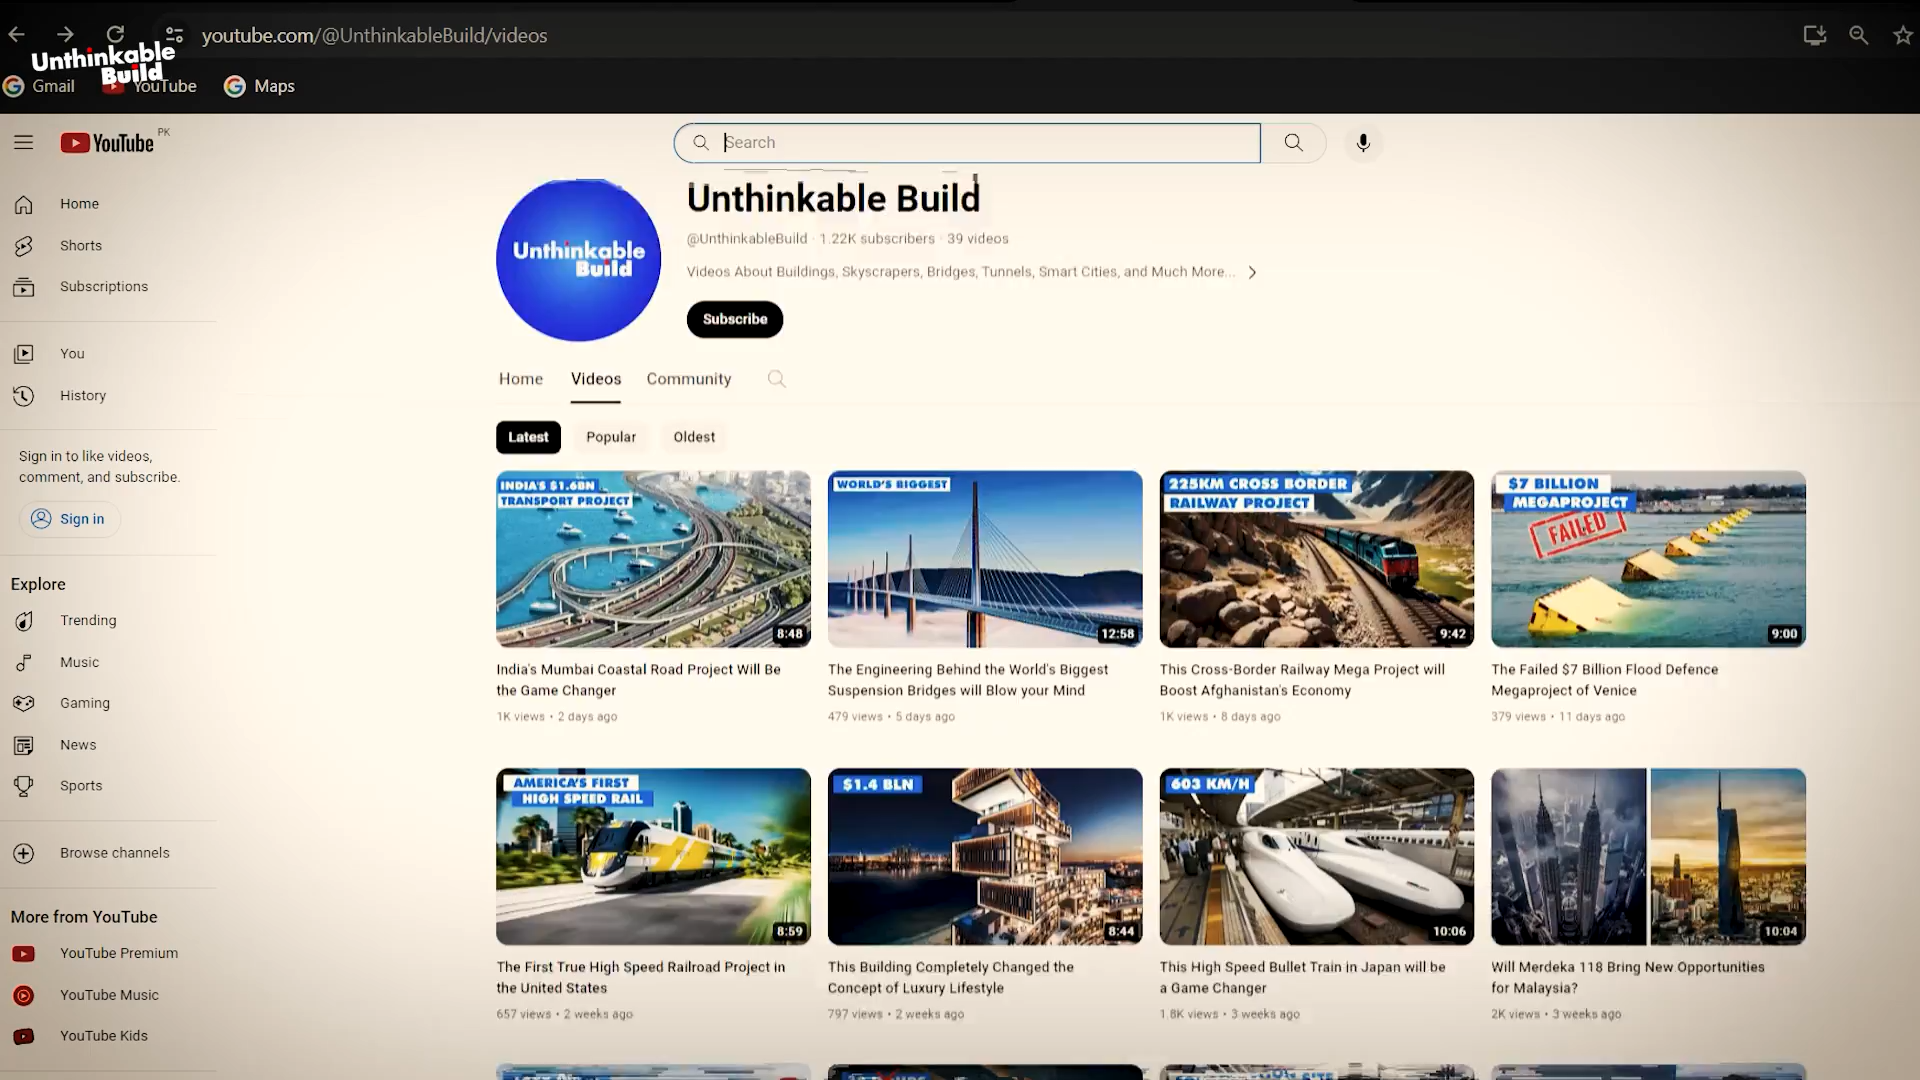 youtube.com/@UnthinkableBuild/videos
Unthinkable
Build
Gmail
YouTube
Maps
YouTube PK
Search
Home
Shorts
Subscriptions
You
History
Sign in to like videos,
comment, and subscribe.
Sign in
Explore
Trending
Music
Gaming
News
Sports
Browse channels
More from YouTube
YouTube Premium
YouTube Music
YouTube Kids
Unthinkable
Build
Unthinkable Build
@UnthinkableBuild · 1.22K subscribers · 39 videos
Videos About Buildings, Skyscrapers, Bridges, Tunnels, Smart Cities, and Much More...
Subscribe
Home
Videos
Community
Latest
Popular
Oldest
INDIA'S $1.6BN
TRANSPORT PROJECT
8:48
India's Mumbai Coastal Road Project Will Be
the Game Changer
1K views • 2 days ago
WORLD'S BIGGEST
12:58
The Engineering Behind the World's Biggest
Suspension Bridges will Blow your Mind
479 views • 5 days ago
225KM CROSS BORDER
RAILWAY PROJECT
9:42
This Cross-Border Railway Mega Project will
Boost Afghanistan's Economy
1K views • 8 days ago
$7 BILLION
MEGAPROJECT
FAILED
9:00
The Failed $7 Billion Flood Defence
Megaproject of Venice
379 views • 11 days ago
AMERICA'S FIRST
HIGH SPEED RAIL
8:59
The First True High Speed Railroad Project in
the United States
657 views • 2 weeks ago
$1.4 BLN
8:44
This Building Completely Changed the
Concept of Luxury Lifestyle
797 views • 2 weeks ago
603 KM/H
10:06
This High Speed Bullet Train in Japan will be
a Game Changer
1.8K views • 3 weeks ago
10:04
Will Merdeka 118 Bring New Opportunities
for Malaysia?
2K views • 3 weeks ago